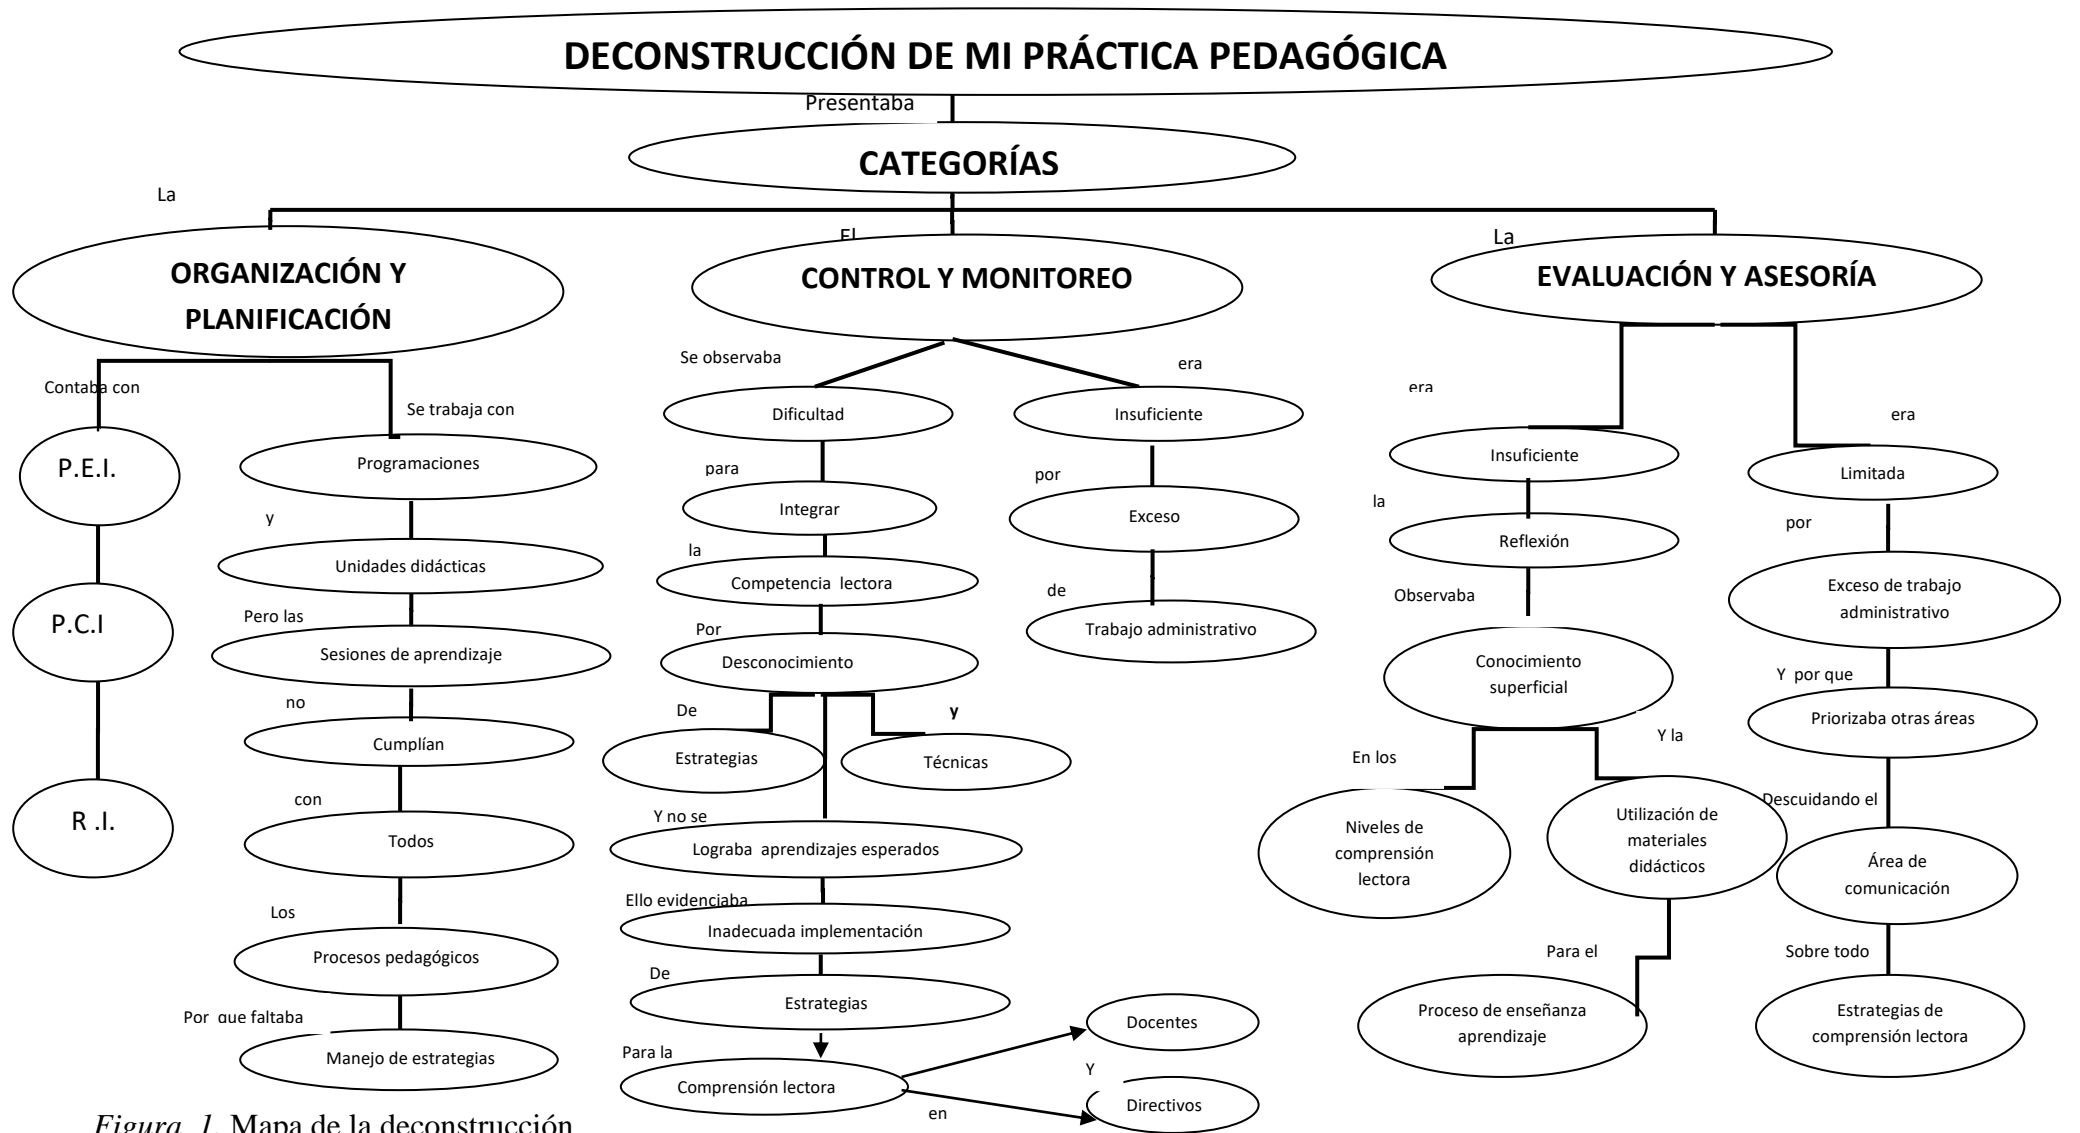 DECONSTRUCCIÓN DE MI PRÁCTICA PEDAGÓGICA
Presentaba
CATEGORÍAS
La
ORGANIZACIÓN Y
PLANIFICACIÓN
Contaba con
P.E.I.
P.C.I
R .I.
Se trabaja con
Programaciones
y
Unidades didácticas
Pero las
Sesiones de aprendizaje
no
Cumplían
con
Todos
Los
Procesos pedagógicos
Por que faltaba
Manejo de estrategias
El
CONTROL Y MONITOREO
Se observaba
Dificultad
para
Integrar
la
Competencia lectora
Por
Desconocimiento
De
Estrategias
y
Técnicas
Y no se
Lograba aprendizajes esperados
Ello evidenciaba
Inadecuada implementación
De
Estrategias
Para la
Comprensión lectora
en
Docentes
Y
Directivos
era
Insuficiente
por
Exceso
de
Trabajo administrativo
La
EVALUACIÓN Y ASESORÍA
era
Insuficiente
la
Reflexión
Observaba
Conocimiento
superficial
En los
Niveles de
comprensión
lectora
Y la
Utilización de
materiales
didácticos
Para el
Proceso de enseñanza
aprendizaje
era
Limitada
por
Exceso de trabajo
administrativo
Y por que
Priorizaba otras áreas
Descuidando el
Área de
comunicación
Sobre todo
Estrategias de
comprensión lectora
Figura 1. Mapa de la deconstrucción